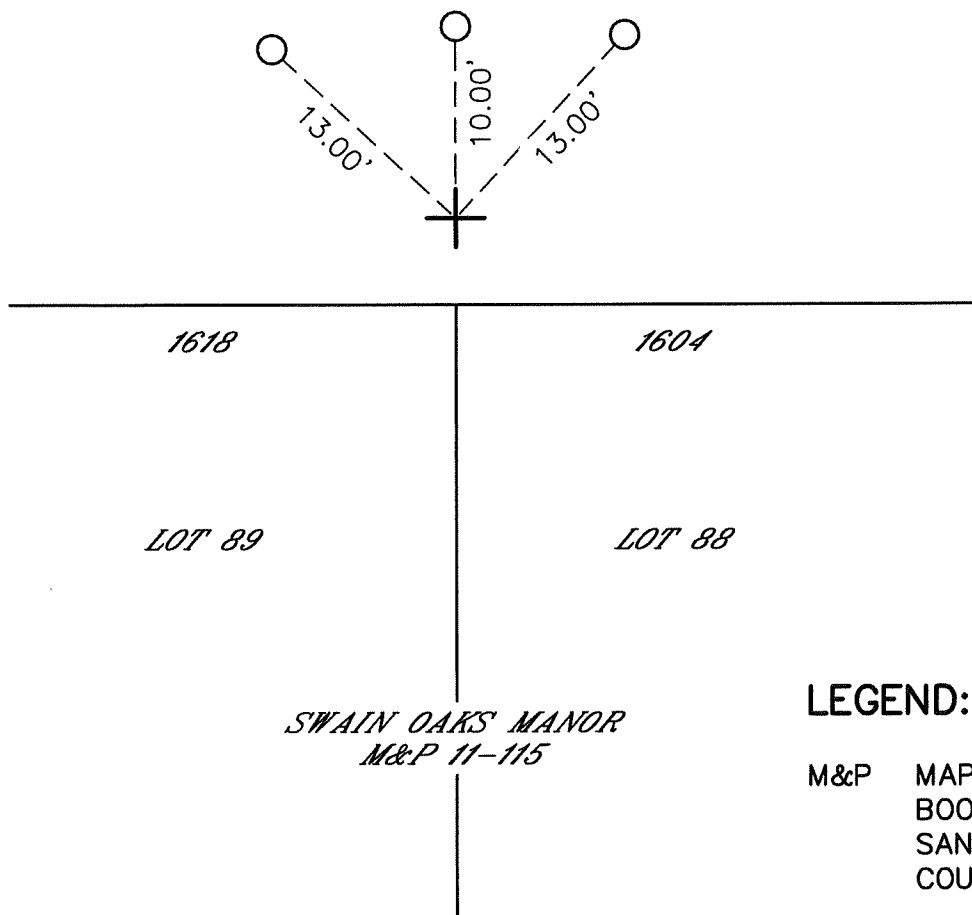 13.00'
10.00'
13.00'
1618
1604
LOT 89
LOT 88
SWAIN OAKS MANOR
M&P 11-115
LEGEND:
M&P MAP
BOO
SAN
COU